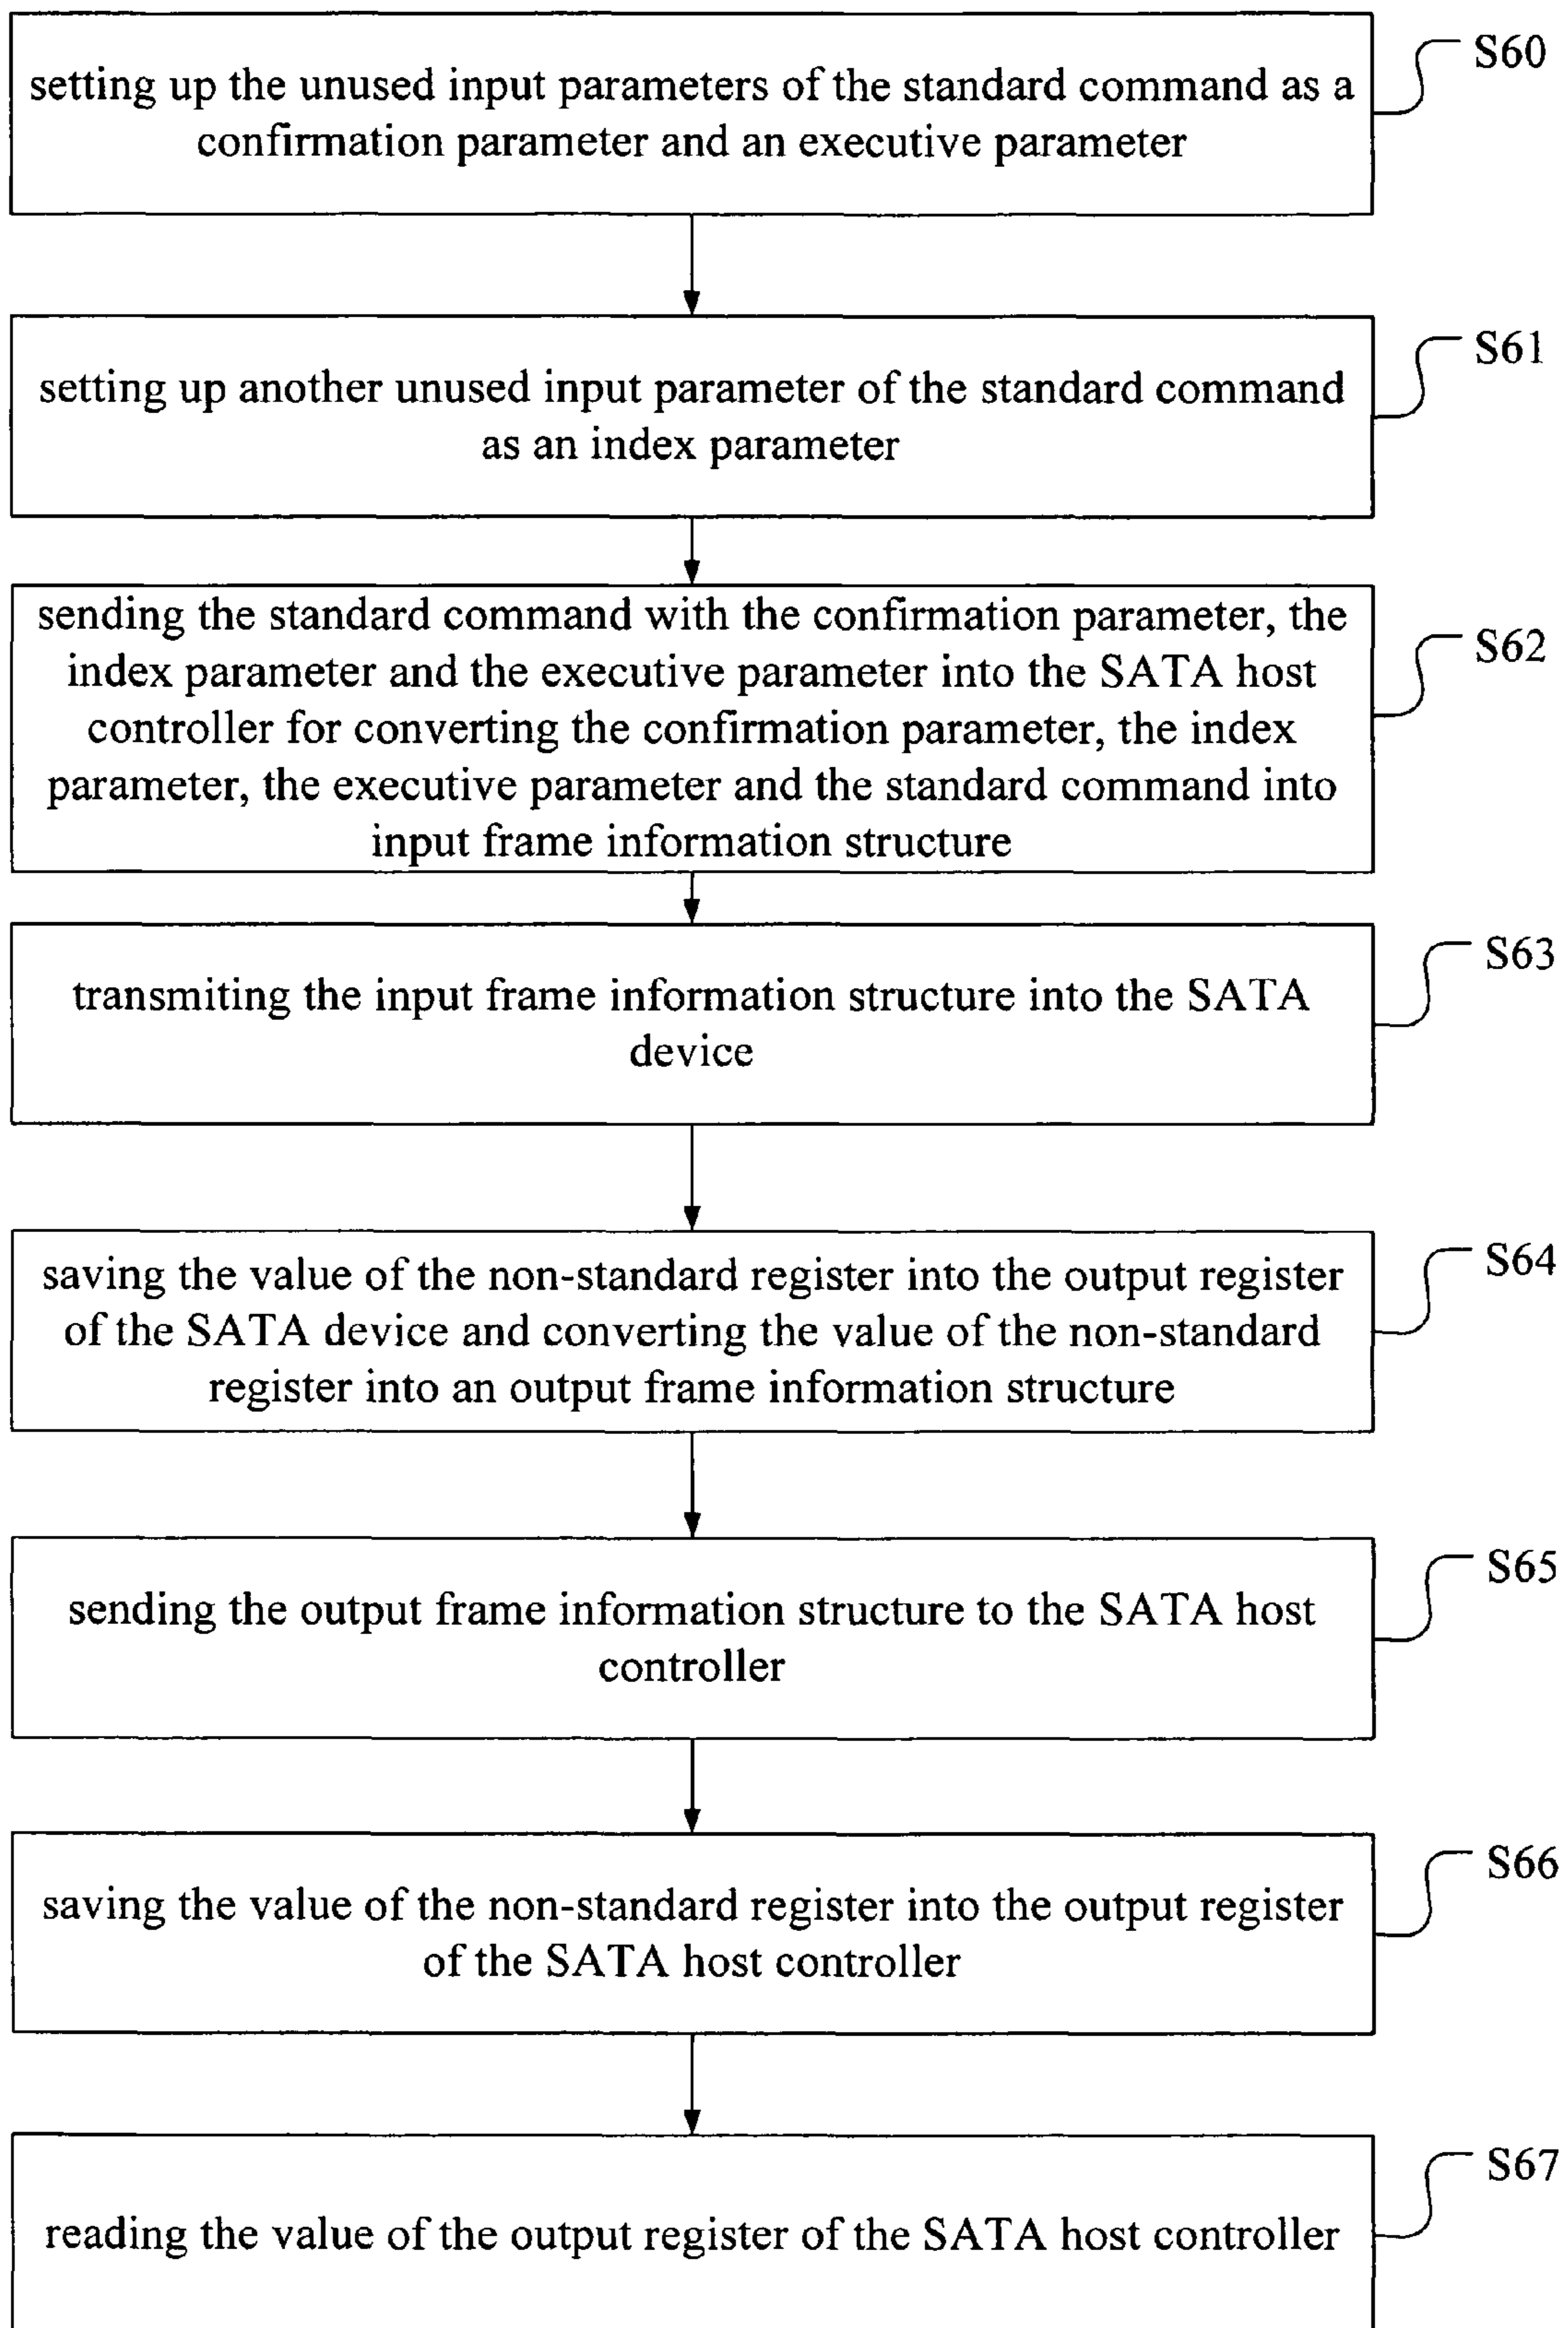 setting up the unused input parameters of the standard command as a
confirmation parameter and an executive parameter
S60
setting up another unused input parameter of the standard command
as an index parameter
S61
sending the standard command with the confirmation parameter, the
index parameter and the executive parameter into the SATA host
controller for converting the confirmation parameter, the index
parameter, the executive parameter and the standard command into
input frame information structure
S62
transmiting the input frame information structure into the SATA
device
S63
saving the value of the non-standard register into the output register
of the SATA device and converting the value of the non-standard
register into an output frame information structure
S64
sending the output frame information structure to the SATA host
controller
S65
saving the value of the non-standard register into the output register
of the SATA host controller
S66
reading the value of the output register of the SATA host controller
S67